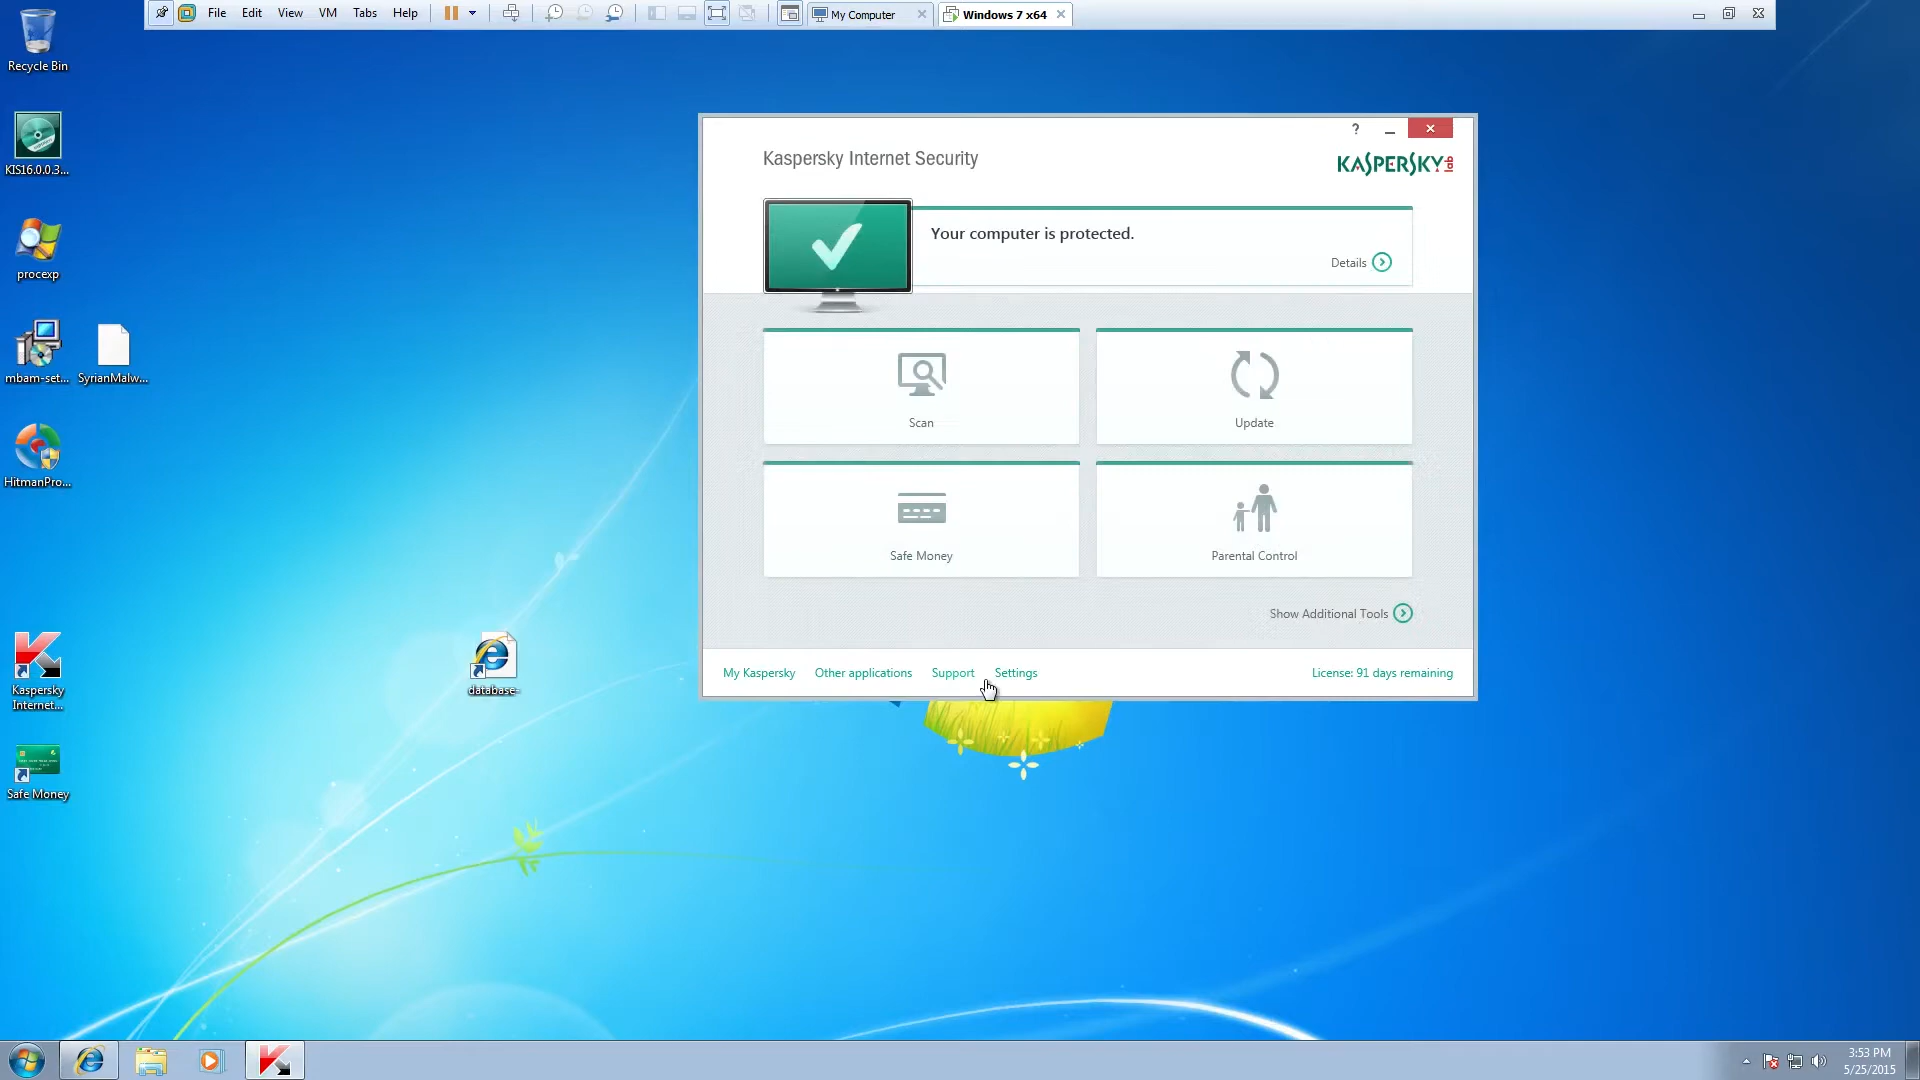 File Edit View VM Tabs Help
My Computer
Windows 7 x64
Recycle Bin
KIS16.0.0.3...
procexp
mbam-set...
SyrianMalw...
HitmanPro...
Kaspersky
Internet...
Safe Money
database-
?
Kaspersky Internet Security
KASPERSKY lab
Your computer is protected.
Details
Scan
Update
Safe Money
Parental Control
Show Additional Tools
My Kaspersky Other applications Support Settings
License: 91 days remaining
3:53 PM
5/25/2015